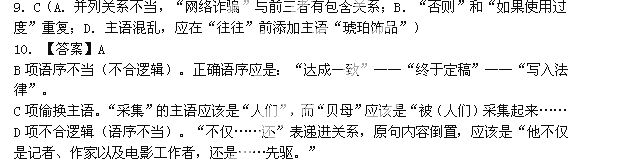 9. C（A. 并列关系不当，“网络诈骗”与前三者有包含关系；B. “否则”和“如果使用过
度”重复；D. 主语混乱，应在“往往”前添加主语“琥珀饰品”）
10. 【答案】A
B 项语序不当（不合逻辑）。正确语序应是：“达成一致”——“终于定稿”——“写入法
律”。
C 项偷换主语。“采集”的主语应该是“人们”，而“贝母”应该是“被（人们）采集起来……
D 项不合逻辑（语序不当）。“不仅……还”表递进关系，原句内容倒置，应该是“他不仅
是记者、作家以及电影工作者，还是……先驱。”